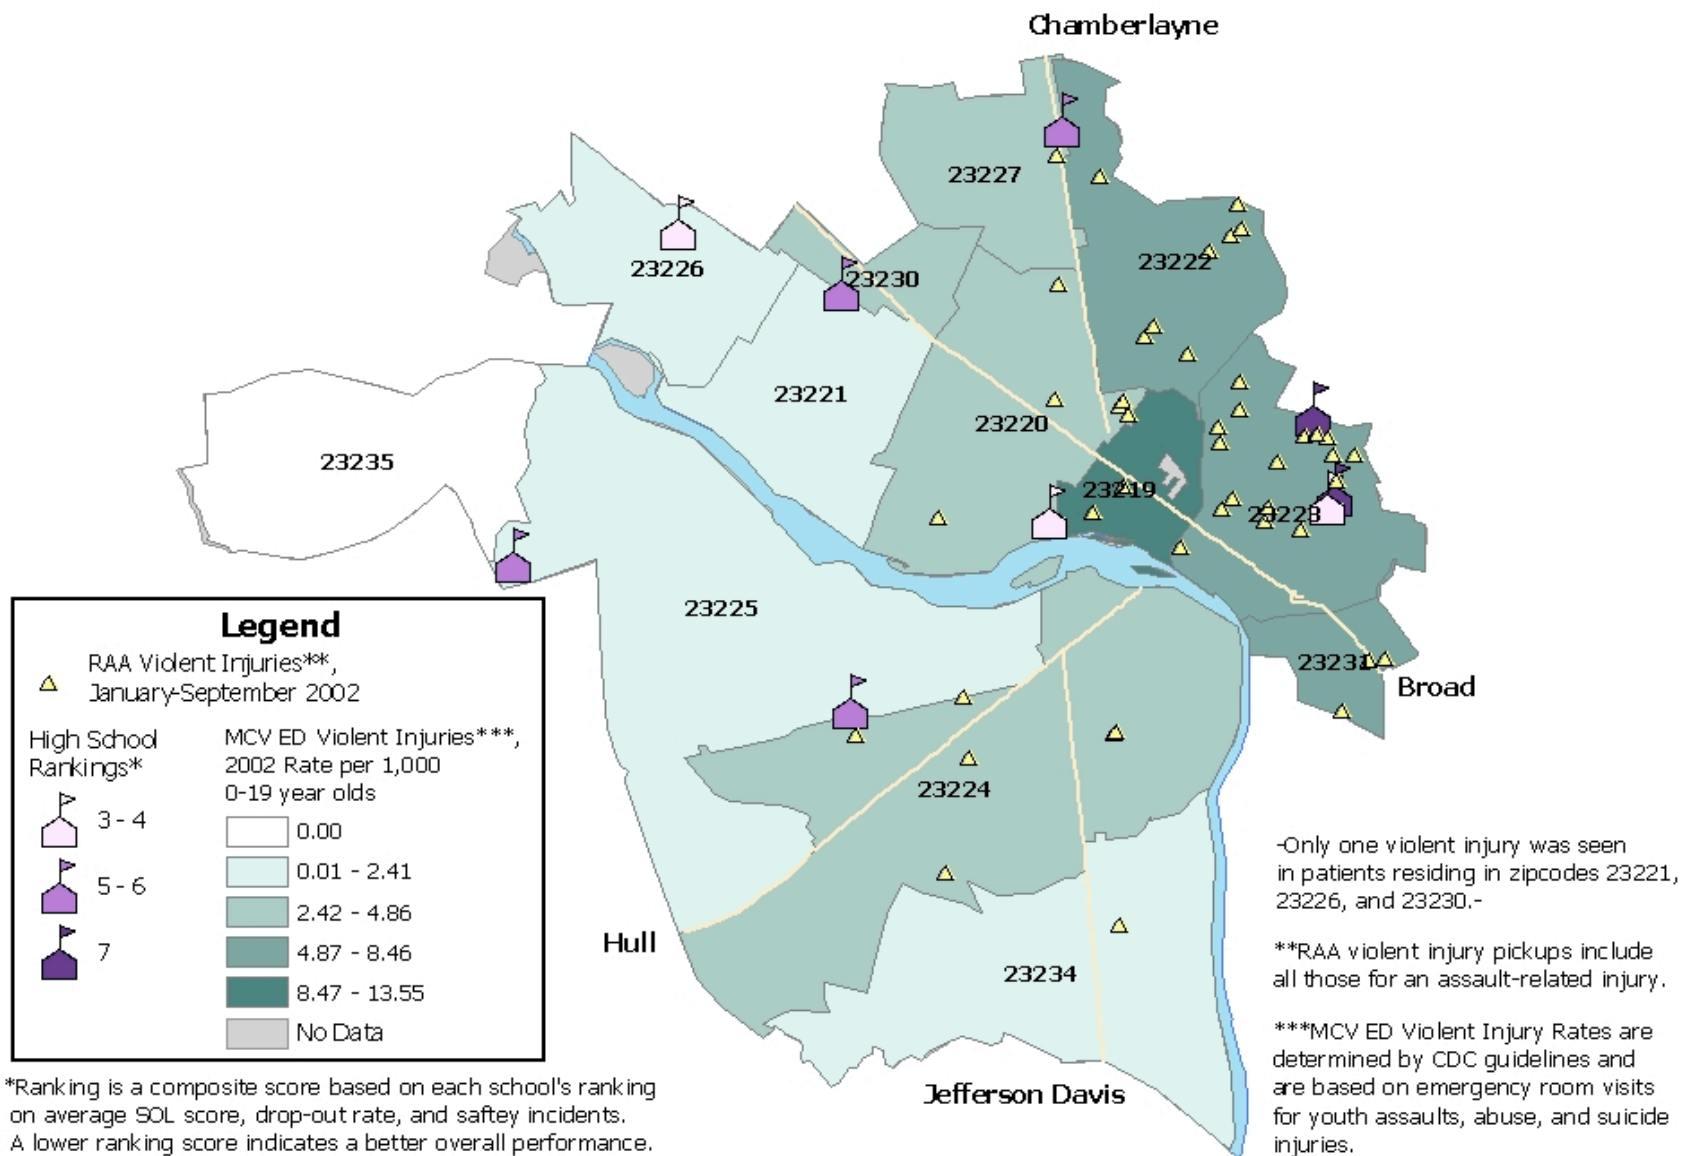 Chamberlayne
23227
23222
23226
23230
23221
23220
23235
23219
23223
23225
23231
Broad
23224
23234
Hull
Jefferson Davis
Legend
RAA Violent Injuries**,
January-September 2002
High School
Rankings*
3 - 4
5 - 6
7
MCV ED Violent Injuries***,
2002 Rate per 1,000
0-19 year olds
0.00
0.01 - 2.41
2.42 - 4.86
4.87 - 8.46
8.47 - 13.55
No Data
*Ranking is a composite score based on each school's ranking
on average SOL score, drop-out rate, and saftey incidents.
A lower ranking score indicates a better overall performance.
-Only one violent injury was seen
in patients residing in zipcodes 23221,
23226, and 23230.-
**RAA violent injury pickups include
all those for an assault-related injury.
***MCV ED Violent Injury Rates are
determined by CDC guidelines and
are based on emergency room visits
for youth assaults, abuse, and suicide
injuries.